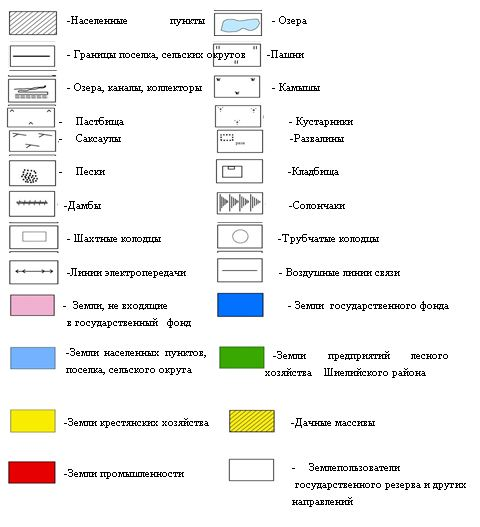 -Населенные пункты
- Озера
- Границы поселка, сельских округов
-Пашни
- Озера, каналы, коллекторы
- Камышы
- Пастбища
- Кустарники
- Саксаулы
-Развалины
- Пески
-Кладбища
-Дамбы
-Солончаки
- Шахтные колодцы
-Трубчатые колодцы
-Линии электропередачи
- Воздушные линии связи
- Земли, не входящие
в государственный фонд
- Земли государственного фонда
-Земли населенных пунктов,
поселка, сельского округа
-Земли предприятий лесного
хозяйства Шиелийского района
-Земли крестянских хозяйства
-Дачные массивы
-Земли промышленности
- Землепользователи
государственного резерва и других
направлений